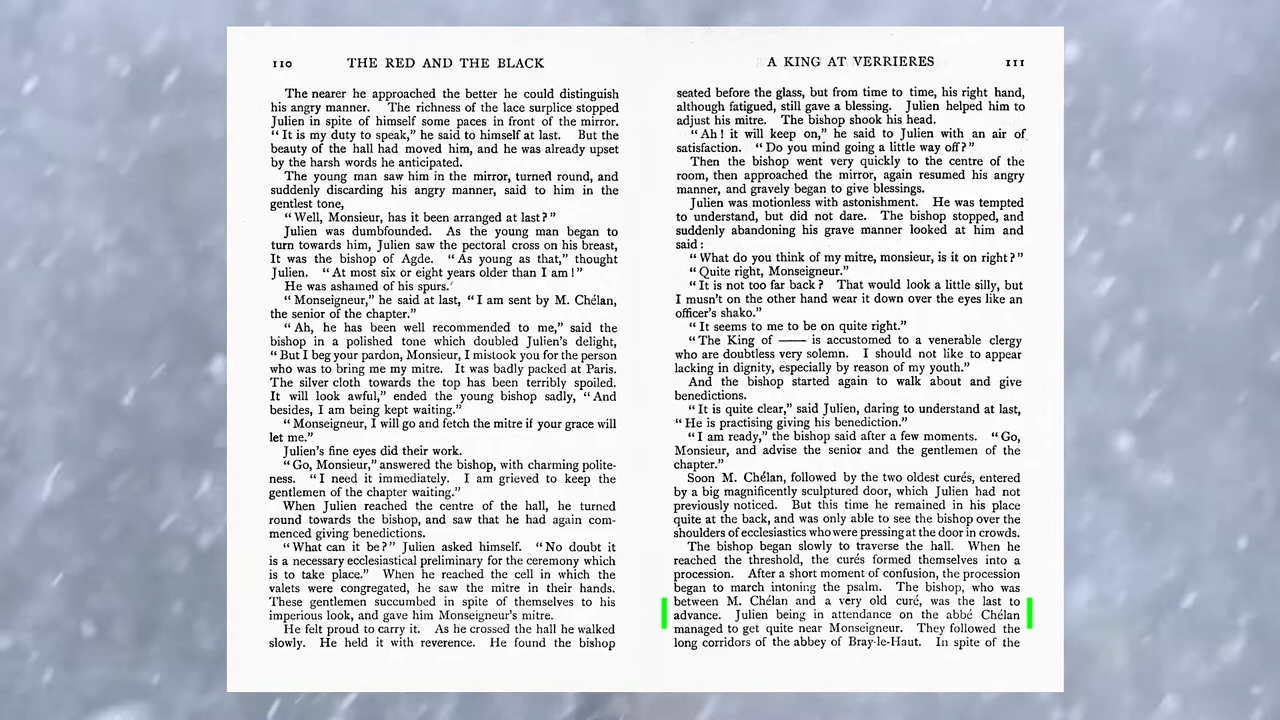 110 THE RED AND THE BLACK
The nearer he approached the better he could distinguish
his angry manner. The richness of the lace surplice stopped
Julien in spite of himself some paces in front of the mirror.
“It is my duty to speak,” he said to himself at last. But the
beauty of the hall had moved him, and he was already upset
by the harsh words he anticipated.
The young man saw him in the mirror, turned round, and
suddenly discarding his angry manner, said to him in the
gentlest tone,
“Well, Monsieur, has it been arranged at last?”
Julien was dumbfounded. As the young man began to
turn towards him, Julien saw the pectoral cross on his breast,
It was the bishop of Agde. “As young as that,” thought
Julien. “At most six or eight years older than I am!”
He was ashamed of his spurs.
“Monseigneur,” he said at last, “I am sent by M. Chélan,
the senior of the chapter.”
“Ah, he has been well recommended to me,” said the
bishop in a polished tone which doubled Julien’s delight,
“But I beg your pardon, Monsieur, I mistook you for the person
who was to bring me my mitre. It was badly packed at Paris.
The silver cloth towards the top has been terribly spoiled.
It will look awful,” ended the young bishop sadly, “And
besides, I am being kept waiting.”
“Monseigneur, I will go and fetch the mitre if your grace will
let me.”
Julien’s fine eyes did their work.
“Go, Monsieur,” answered the bishop, with charming polite-
ness. “I need it immediately. I am grieved to keep the
gentlemen of the chapter waiting.”
When Julien reached the centre of the hall, he turned
round towards the bishop, and saw that he had again com-
menced giving benedictions.
“What can it be?” Julien asked himself. “No doubt it
is a necessary ecclesiastical preliminary for the ceremony which
is to take place.” When he reached the cell in which the
valets were congregated, he saw the mitre in their hands.
These gentlemen succumbed in spite of themselves to his
imperious look, and gave him Monseigneur’s mitre.
He felt proud to carry it. As he crossed the hall he walked
slowly. He held it with reverence. He found the bishop
A KING AT VERRIERES 111
seated before the glass, but from time to time, his right hand,
although fatigued, still gave a blessing. Julien helped him to
adjust his mitre. The bishop shook his head.
“Ah! it will keep on,” he said to Julien with an air of
satisfaction. “Do you mind going a little way off?”
Then the bishop went very quickly to the centre of the
room, then approached the mirror, again resumed his angry
manner, and gravely began to give blessings.
Julien was motionless with astonishment. He was tempted
to understand, but did not dare. The bishop stopped, and
suddenly abandoning his grave manner looked at him and
said:
“What do you think of my mitre, monsieur, is it on right?”
“Quite right, Monseigneur.”
“It is not too far back? That would look a little silly, but
I musn’t on the other hand wear it down over the eyes like an
officer’s shako.”
“It seems to me to be on quite right.”
“The King of —— is accustomed to a venerable clergy
who are doubtless very solemn. I should not like to appear
lacking in dignity, especially by reason of my youth.”
And the bishop started again to walk about and give
benedictions.
“It is quite clear,” said Julien, daring to understand at last,
“He is practising giving his benediction.”
“I am ready,” the bishop said after a few moments. “Go,
Monsieur, and advise the senior and the gentlemen of the
chapter.”
Soon M. Chélan, followed by the two oldest curés, entered
by a big magnificently sculptured door, which Julien had not
previously noticed. But this time he remained in his place
quite at the back, and was only able to see the bishop over the
shoulders of ecclesiastics who were pressing at the door in crowds.
The bishop began slowly to traverse the hall. When he
reached the threshold, the curés formed themselves into a
procession. After a short moment of confusion, the procession
began to march intoning the psalm. The bishop, who was
between M. Chélan and a very old curé, was the last to
advance. Julien being in attendance on the abbé Chélan
managed to get quite near Monseigneur. They followed the
long corridors of the abbey of Bray-le-Haut. In spite of the